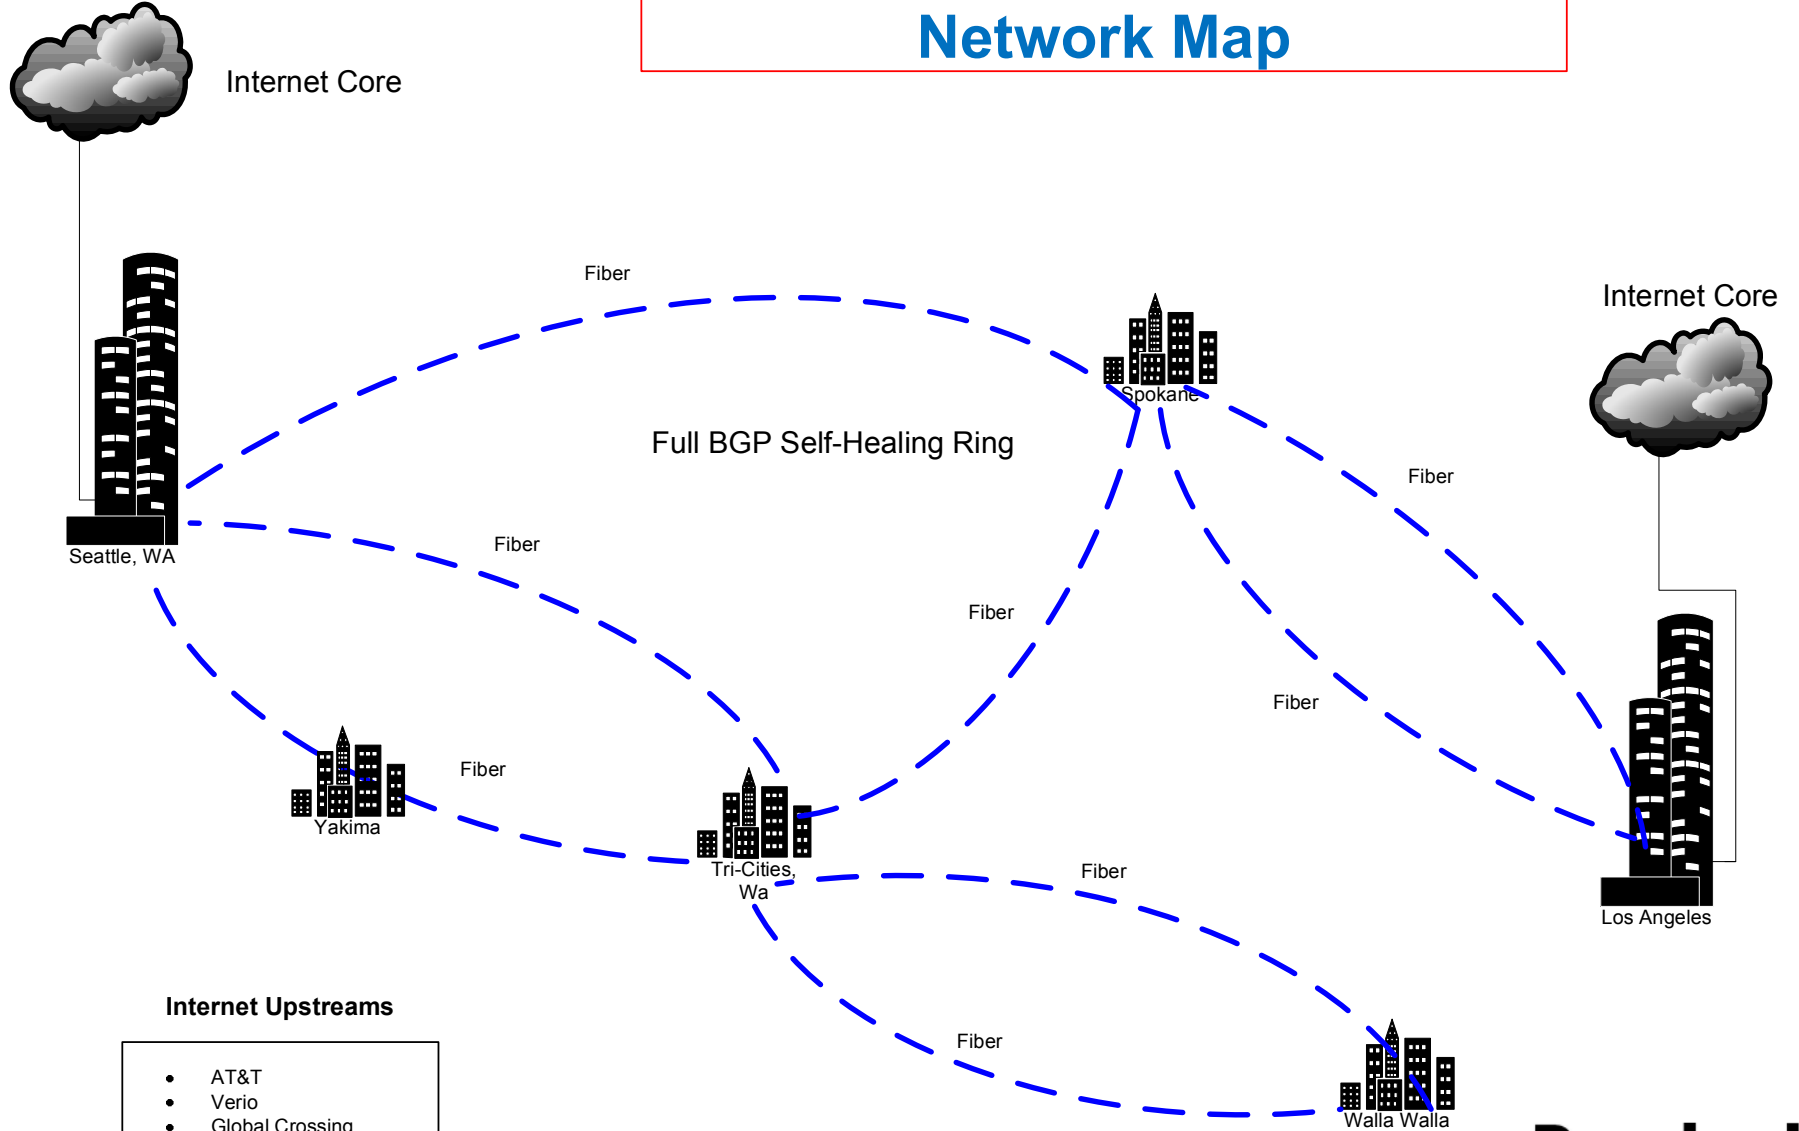 Network Map
Internet Core
Fiber
Internet Core
Spokane
Full BGP Self-Healing Ring
Fiber
Fiber
Seattle, WA
Fiber
Fiber
Fiber
Yakima
Tri-Cities,
Wa
Fiber
Los Angeles
Internet Upstreams
Fiber
• AT&T
• Verio
• Global Crossing
Walla Walla